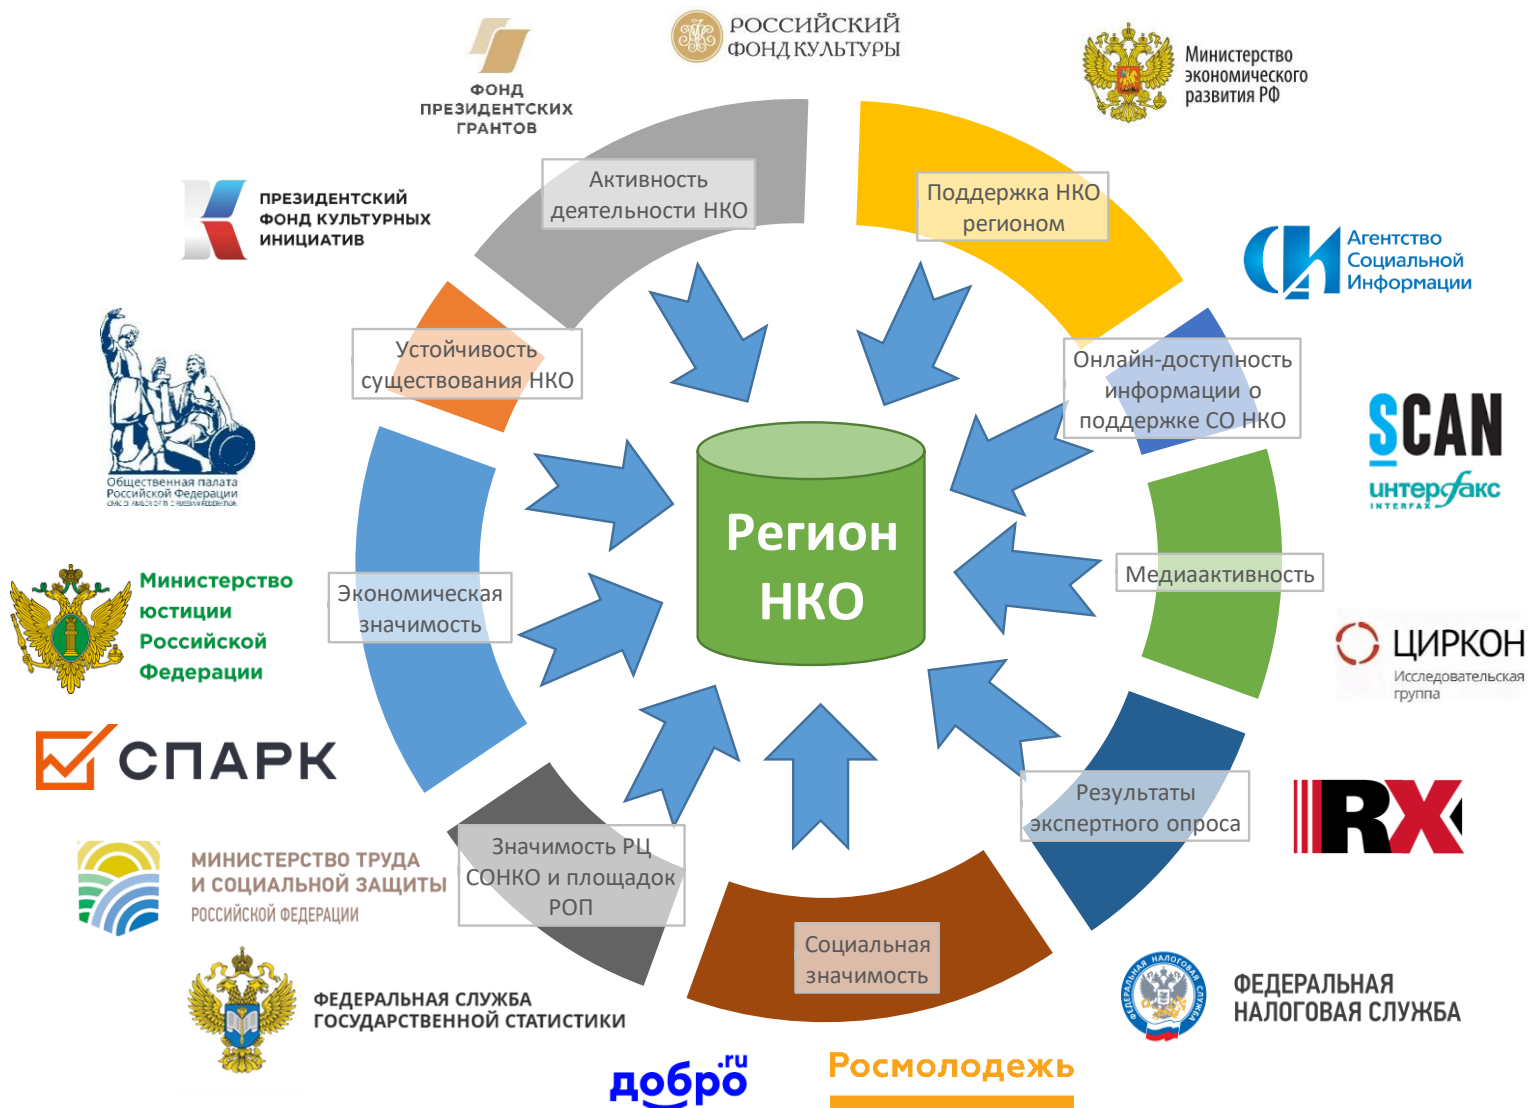 РОССИЙСКИЙ
ФОНД КУЛЬТУРЫ
ФОНД
ПРЕЗИДЕНТСКИХ
ГРАНТОВ
Министерство
экономического
развития РФ
ПРЕЗИДЕНТСКИЙ
ФОНД КУЛЬТУРНЫХ
ИНИЦИАТИВ
Активность
деятельности НКО
Поддержка НКО
регионом
Агентство
Социальной
Информации
Устойчивость
существования НКО
Онлайн-доступность
информации о
поддержке СО НКО
Общественная палата
Российской Федерации
SCAN
интерфакс
INTERFAX
Регион
НКО
Медиаактивность
Министерство
юстиции
Российской
Федерации
Экономическая
значимость
ЦИРКОН
Исследовательская
группа
СПАРК
RX
Результаты
экспертного опроса
МИНИСТЕРСТВО ТРУДА
И СОЦИАЛЬНОЙ ЗАЩИТЫ
РОССИЙСКОЙ ФЕДЕРАЦИИ
Значимость РЦ
СОНКО и площадок
РОП
Социальная
значимость
ФЕДЕРАЛЬНАЯ СЛУЖБА
ГОСУДАРСТВЕННОЙ СТАТИСТИКИ
ФЕДЕРАЛЬНАЯ НАЛОГОВАЯ СЛУЖБА
ФЕДЕРАЛЬНАЯ
НАЛОГОВАЯ СЛУЖБА
добро.ru
Росмолодежь